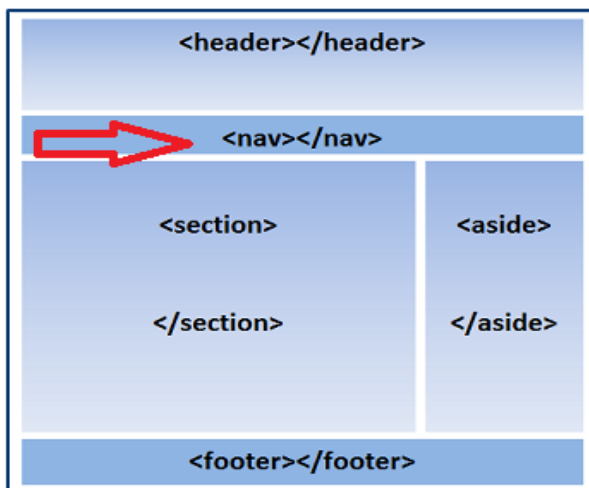 <header></header>
<nav></nav>
<section> <aside>
</section> </aside>
<footer></footer>